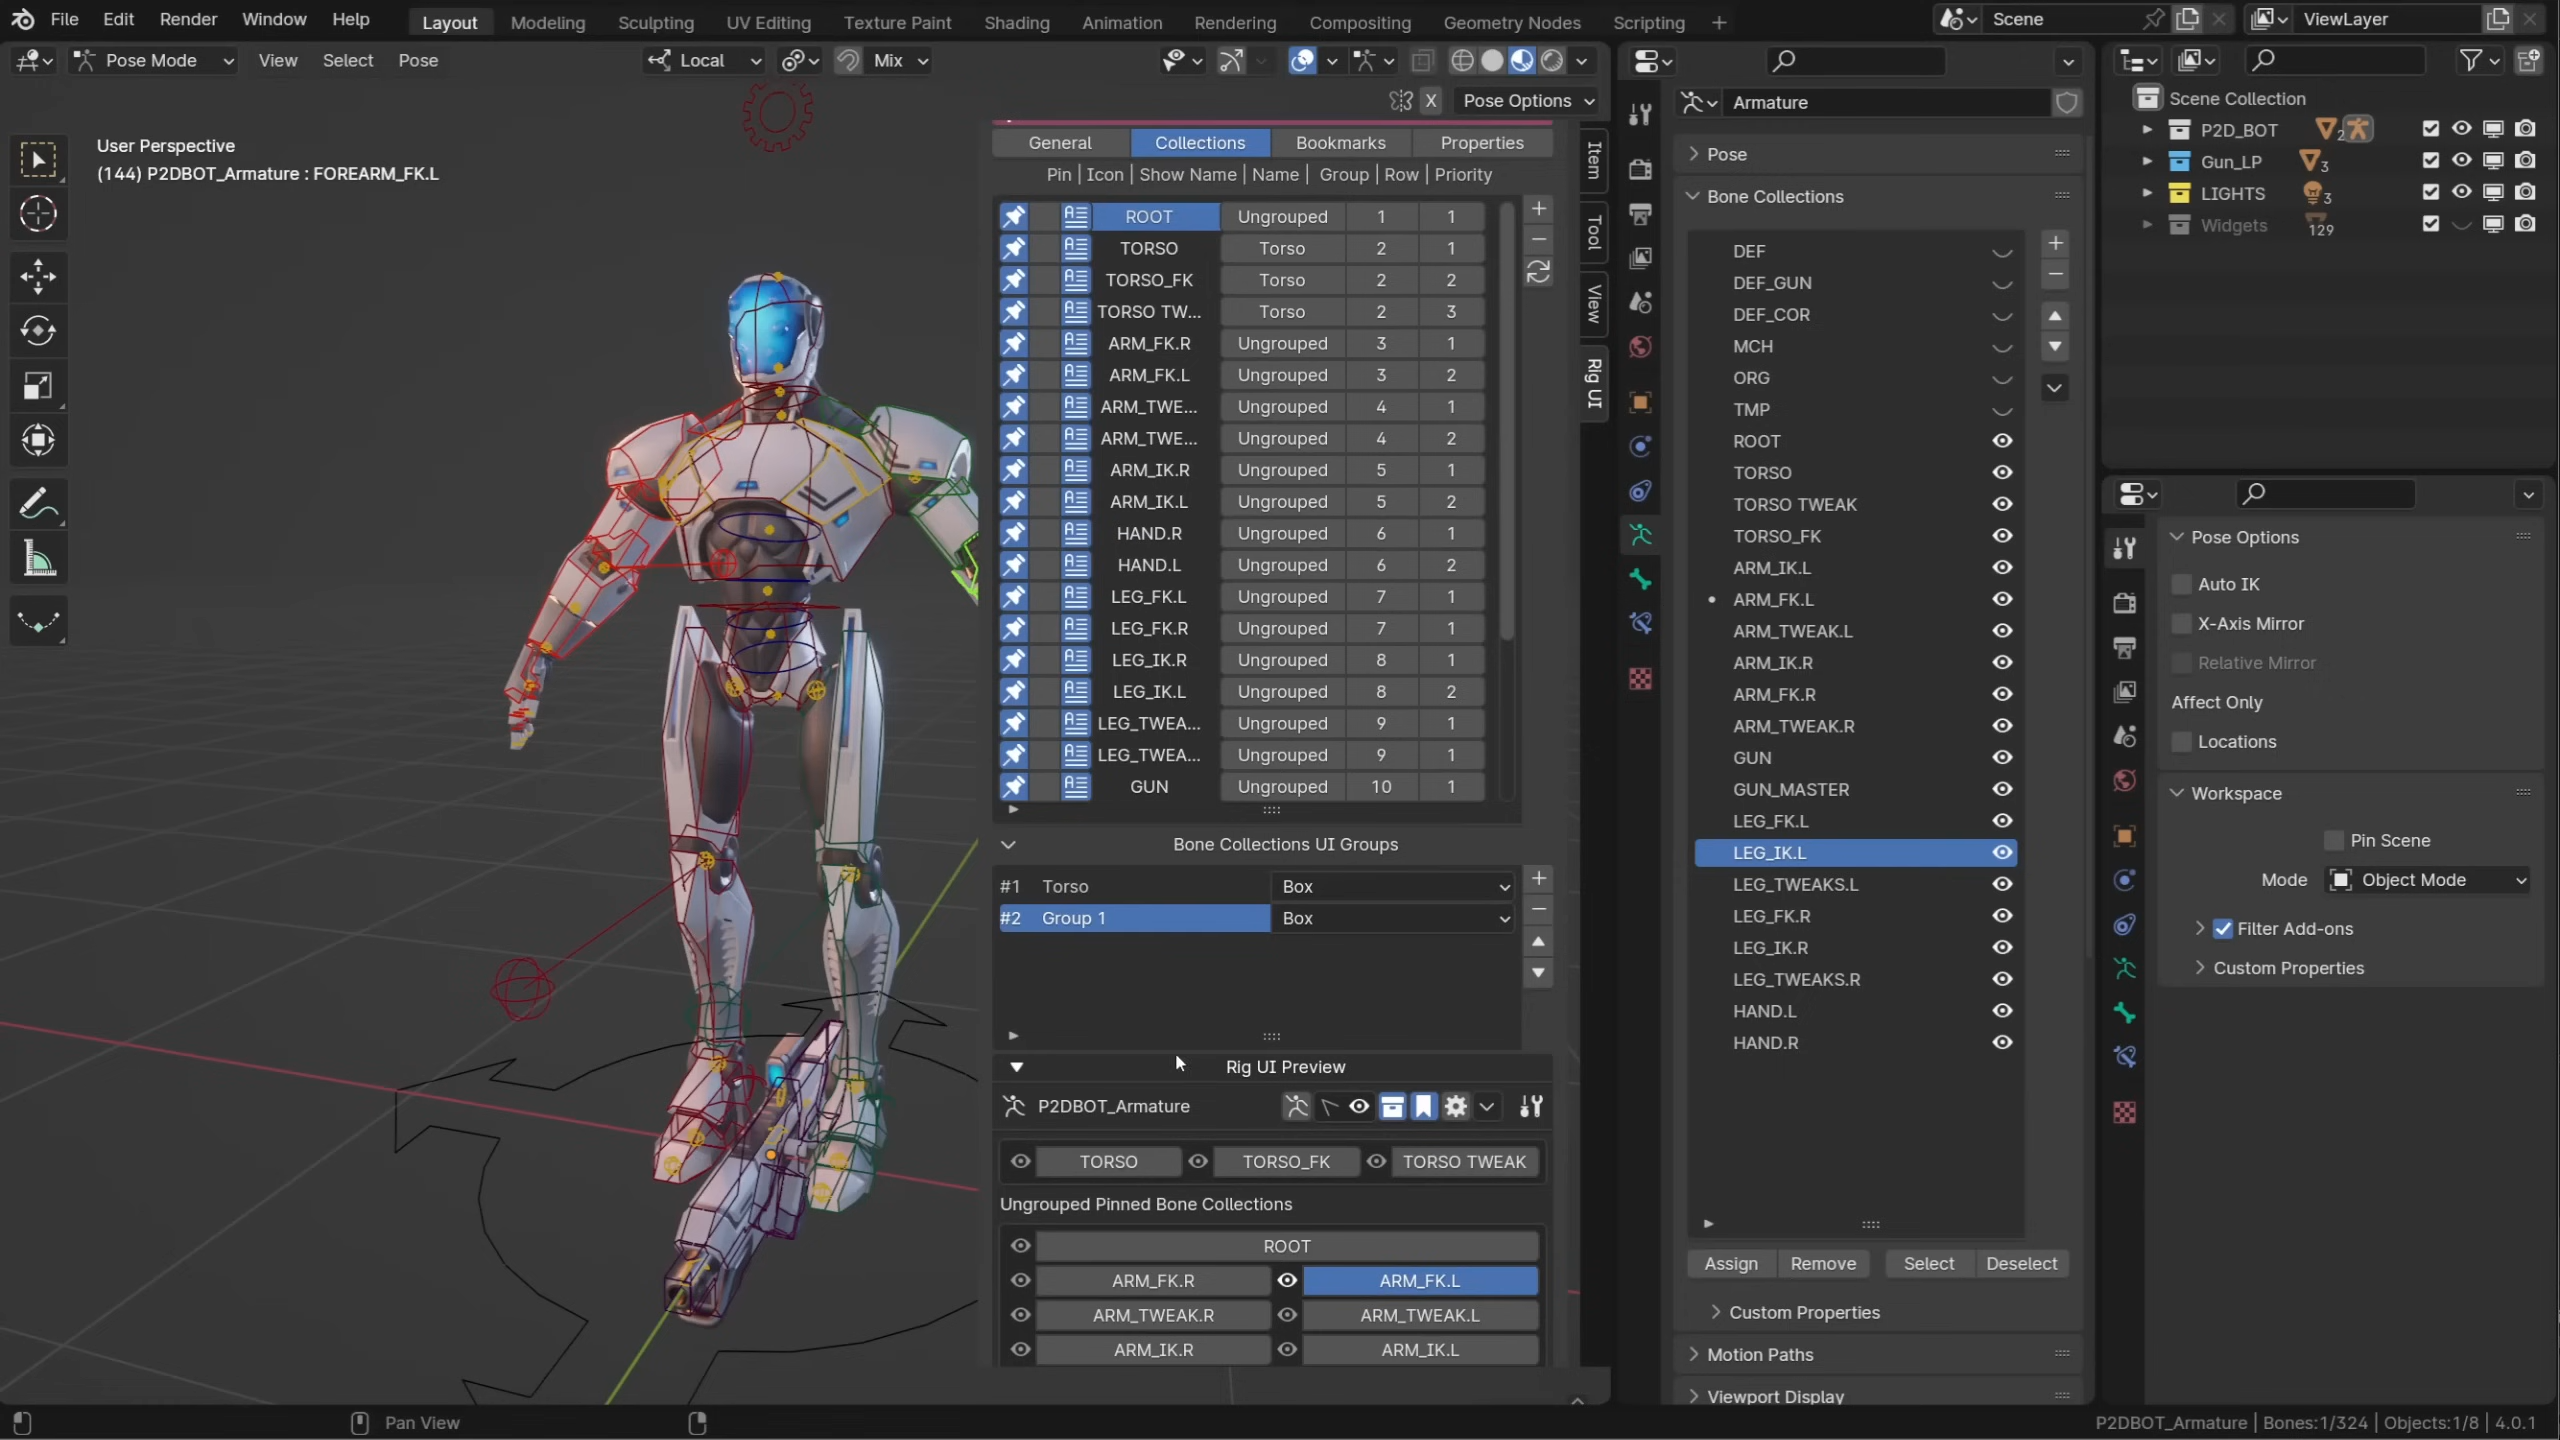 File Edit Render Window Help Layout Modeling Sculpting UV Editing Texture Paint Shading Animation Rendering Compositing Geometry Nodes Scripting + Scene ViewLayer
Pose Mode View Select Pose Local Mix
X Pose Options
User Perspective
(144) P2DBOT_Armature : FOREARM_FK.L
General Collections Bookmarks Properties
Pin | Icon | Show Name | Name | Group | Row | Priority
ROOT Ungrouped 1 1
TORSO Torso 2 1
TORSO_FK Torso 2 2
TORSO TW... Torso 2 3
ARM_FK.R Ungrouped 3 1
ARM_FK.L Ungrouped 3 2
ARM_TWE... Ungrouped 4 1
ARM_TWE... Ungrouped 4 2
ARM_IK.R Ungrouped 5 1
ARM_IK.L Ungrouped 5 2
HAND.R Ungrouped 6 1
HAND.L Ungrouped 6 2
LEG_FK.L Ungrouped 7 1
LEG_FK.R Ungrouped 7 1
LEG_IK.R Ungrouped 8 1
LEG_IK.L Ungrouped 8 2
LEG_TWEA... Ungrouped 9 1
LEG_TWEA... Ungrouped 9 1
GUN Ungrouped 10 1
Bone Collections UI Groups
#1 Torso Box
#2 Group 1 Box
Rig UI Preview
P2DBOT_Armature
TORSO TORSO_FK TORSO TWEAK
Ungrouped Pinned Bone Collections
ROOT
ARM_FK.R ARM_FK.L
ARM_TWEAK.R ARM_TWEAK.L
ARM_IK.R ARM_IK.L
Item
Tool
View
Rig UI
Armature
Pose
Bone Collections
DEF
DEF_GUN
DEF_COR
MCH
ORG
TMP
ROOT
TORSO
TORSO TWEAK
TORSO_FK
ARM_IK.L
ARM_FK.L
ARM_TWEAK.L
ARM_IK.R
ARM_FK.R
ARM_TWEAK.R
GUN
GUN_MASTER
LEG_FK.L
LEG_IK.L
LEG_TWEAKS.L
LEG_FK.R
LEG_IK.R
LEG_TWEAKS.R
HAND.L
HAND.R
Assign Remove Select Deselect
Custom Properties
Motion Paths
Viewport Display
Scene Collection
P2D_BOT 2
Gun_LP 3
LIGHTS 3
Widgets 129
Pose Options
Auto IK
X-Axis Mirror
Relative Mirror
Affect Only
Locations
Workspace
Pin Scene
Mode Object Mode
Filter Add-ons
Custom Properties
Pan View
P2DBOT_Armature | Bones:1/324 | Objects:1/8 | 4.0.1